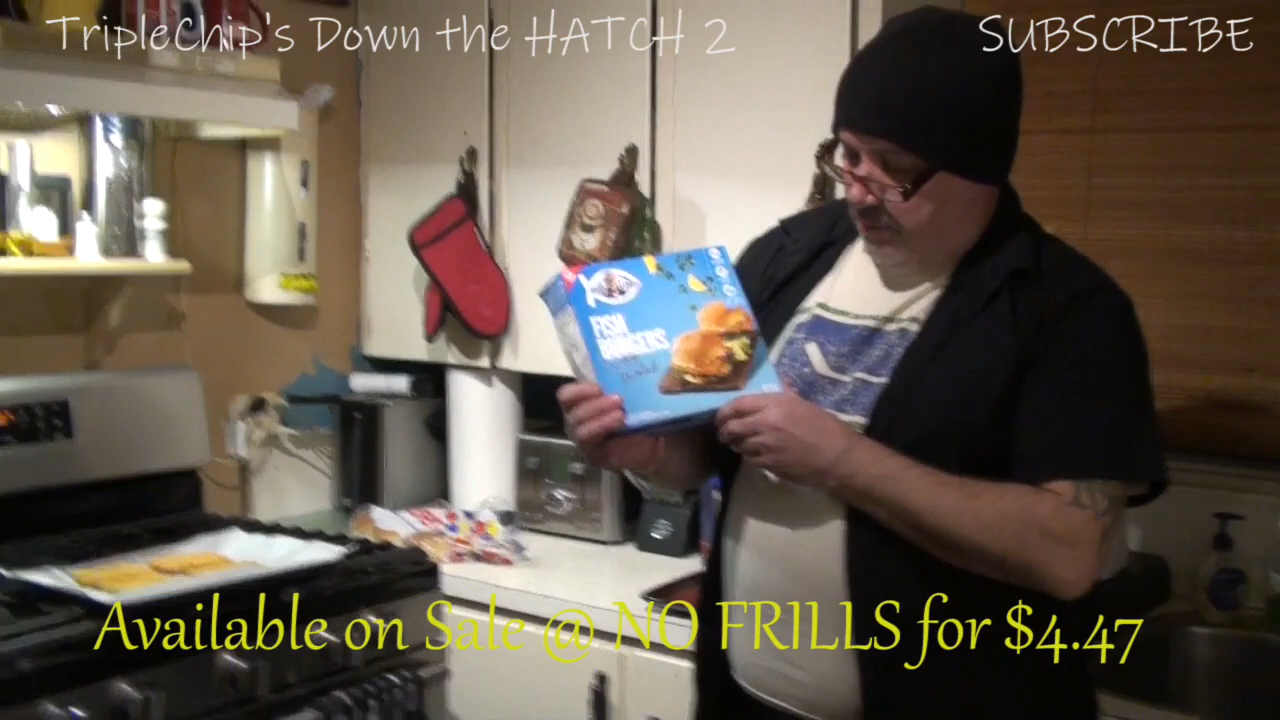 TripleChip's Down the HATCH 2
SUBSCRIBE
FISH
BURGERS
Available on Sale @ NO FRILLS for $4.47